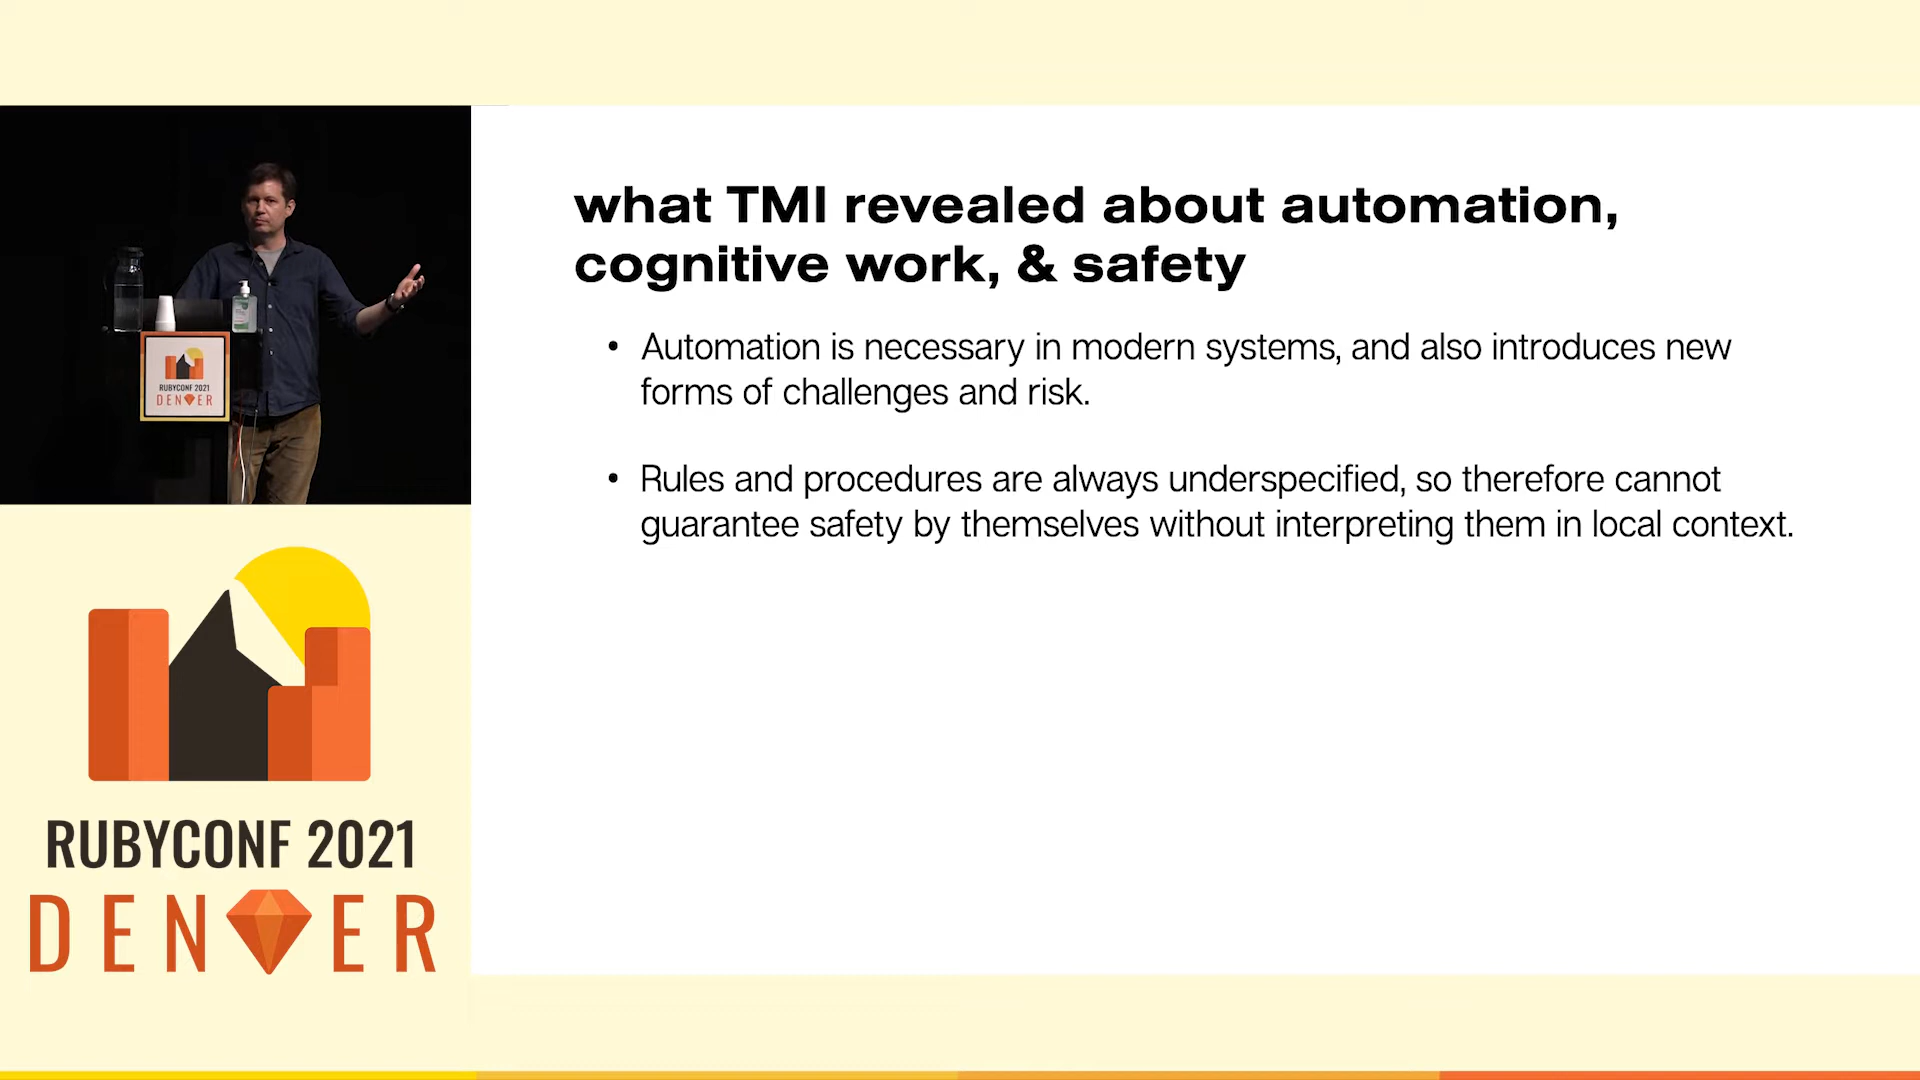 what TMI revealed about automation,
cognitive work, & safety
• Automation is necessary in modern systems, and also introduces new
forms of challenges and risk.
• Rules and procedures are always underspecified, so therefore cannot
guarantee safety by themselves without interpreting them in local context.
RUBYCONF 2021
DENVER
RUBYCONF 2021
DENVER